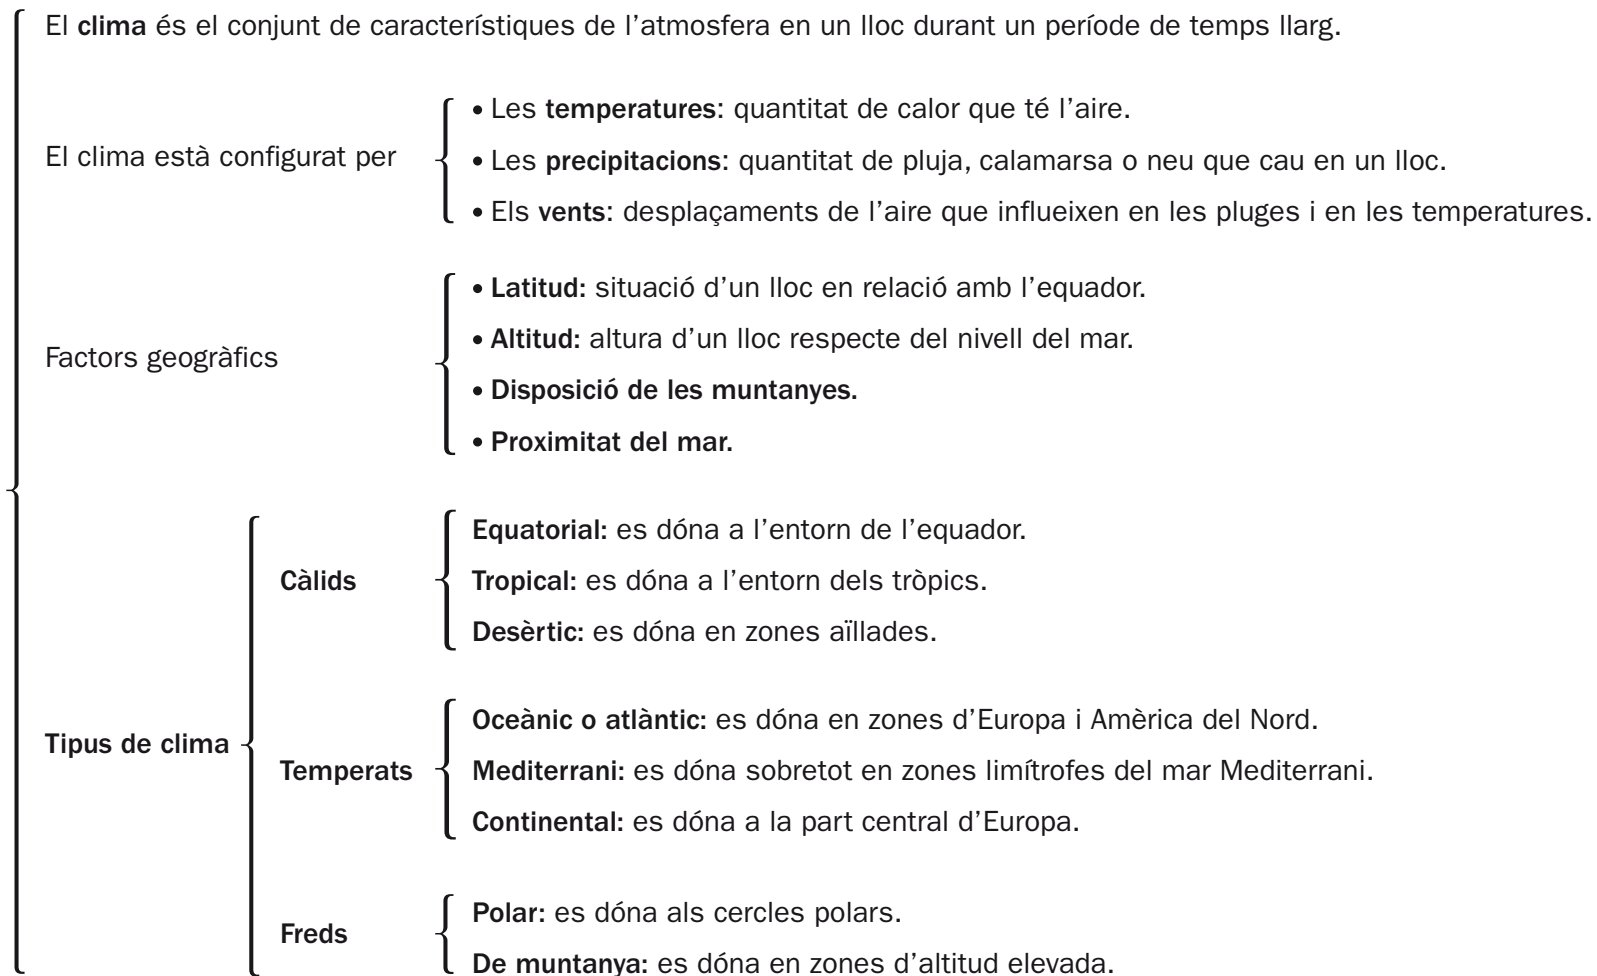 El clima és el conjunt de característiques de l’atmosfera en un lloc durant un període de temps llarg.
El clima està configurat per
• Les temperatures: quantitat de calor que té l’aire.
• Les precipitacions: quantitat de pluja, calamarsa o neu que cau en un lloc.
• Els vents: desplaçaments de l’aire que influeixen en les pluges i en les temperatures.
Factors geogràfics
• Latitud: situació d’un lloc en relació amb l’equador.
• Altitud: altura d’un lloc respecte del nivell del mar.
• Disposició de les muntanyes.
• Proximitat del mar.
Tipus de clima
Càlids
Equatorial: es dóna a l’entorn de l’equador.
Tropical: es dóna a l’entorn dels tròpics.
Desèrtic: es dóna en zones aïllades.
Temperats
Oceànic o atlàntic: es dóna en zones d’Europa i Amèrica del Nord.
Mediterrani: es dóna sobretot en zones limítrofes del mar Mediterrani.
Continental: es dóna a la part central d’Europa.
Freds
Polar: es dóna als cercles polars.
De muntanya: es dóna en zones d’altitud elevada.